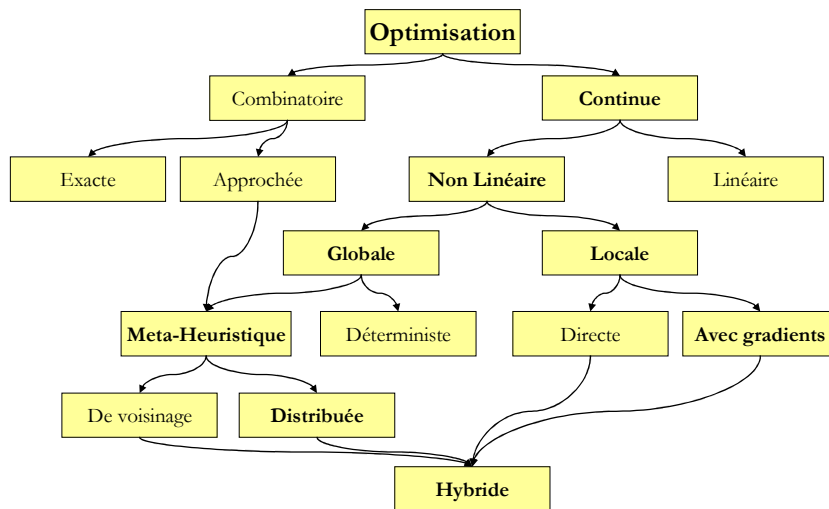 Optimisation
Combinatoire
Continue
Exacte
Approchée
Non Linéaire
Linéaire
Globale
Locale
Meta-Heuristique
Déterministe
Directe
Avec gradients
De voisinage
Distribuée
Hybride